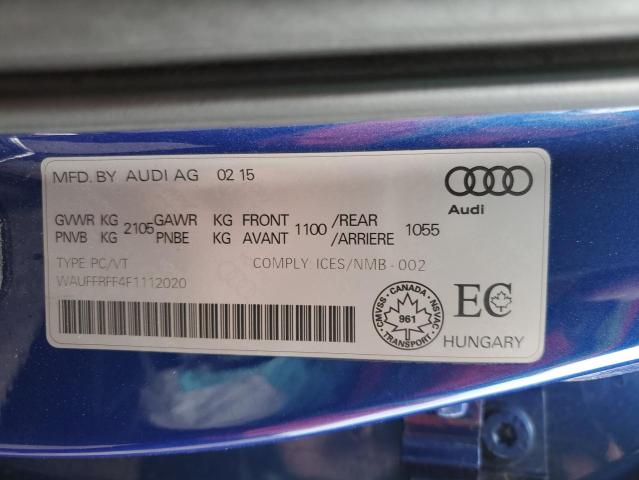 MFD. BY AUDI AG 02 15
Audi
GVWR KG 2105 GAWR KG FRONT 1100 /REAR 1055
PNVB KG PNBE KG AVANT /ARRIERE
TYPE PC/VT COMPLY ICES/NMB-002
WAUFFRFF4F1112020
CMVSS · CANADA · NSVAC
961
TRANSPORT
EC
HUNGARY